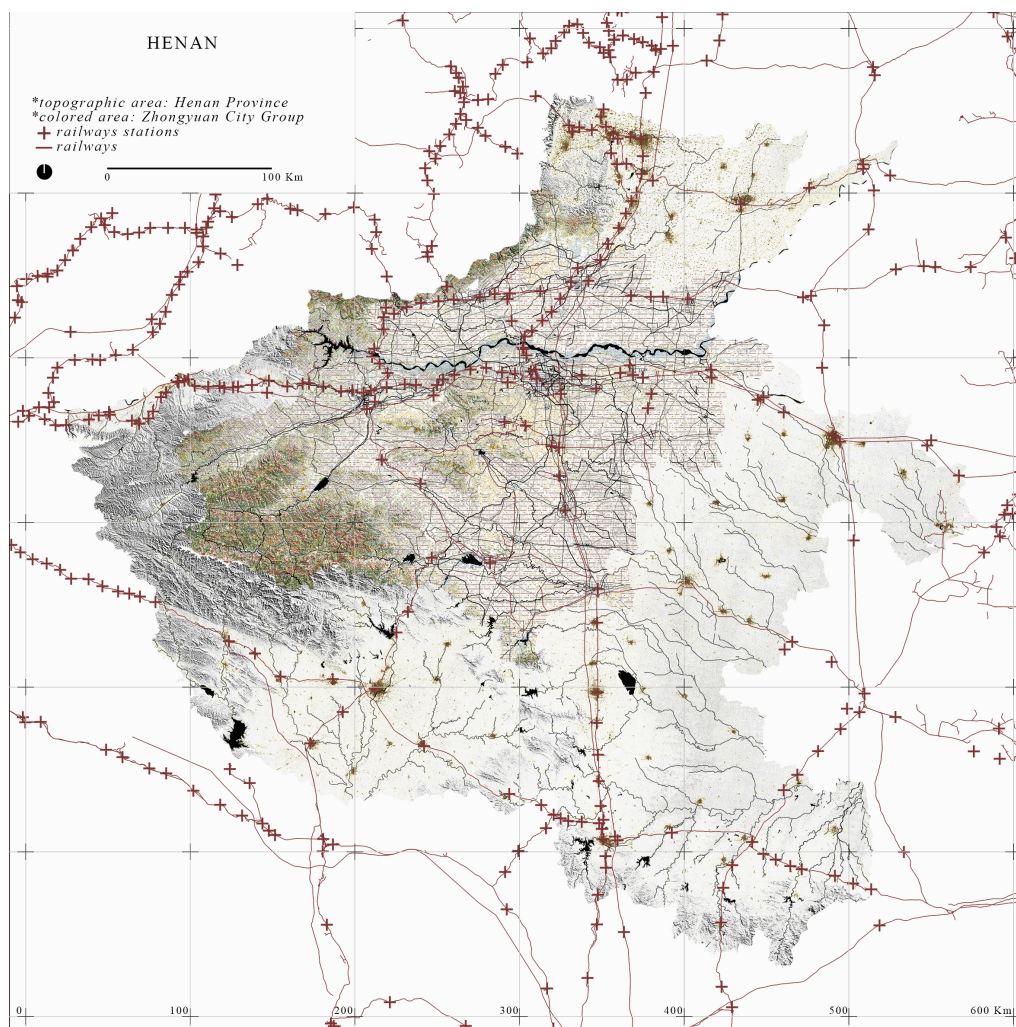 HENAN
*topographic area: Henan Province
*colored area: Zhongyuan City Group
railways stations
railways
0 100 Km
0 100 200 300 400 500 600 Km